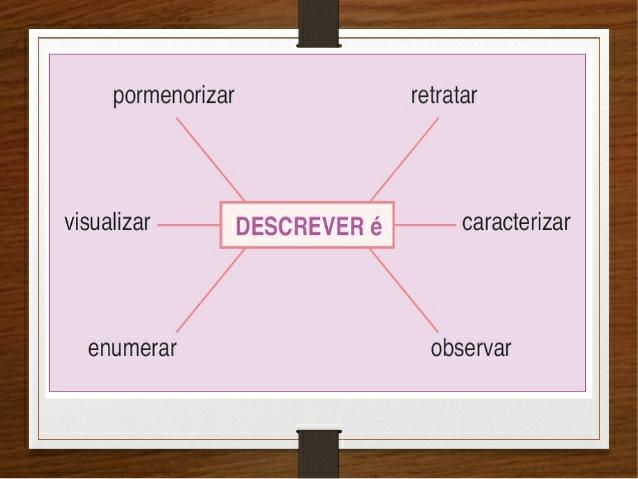 pormenorizar
retratar
visualizar
DESCREVER é
caracterizar
enumerar
observar